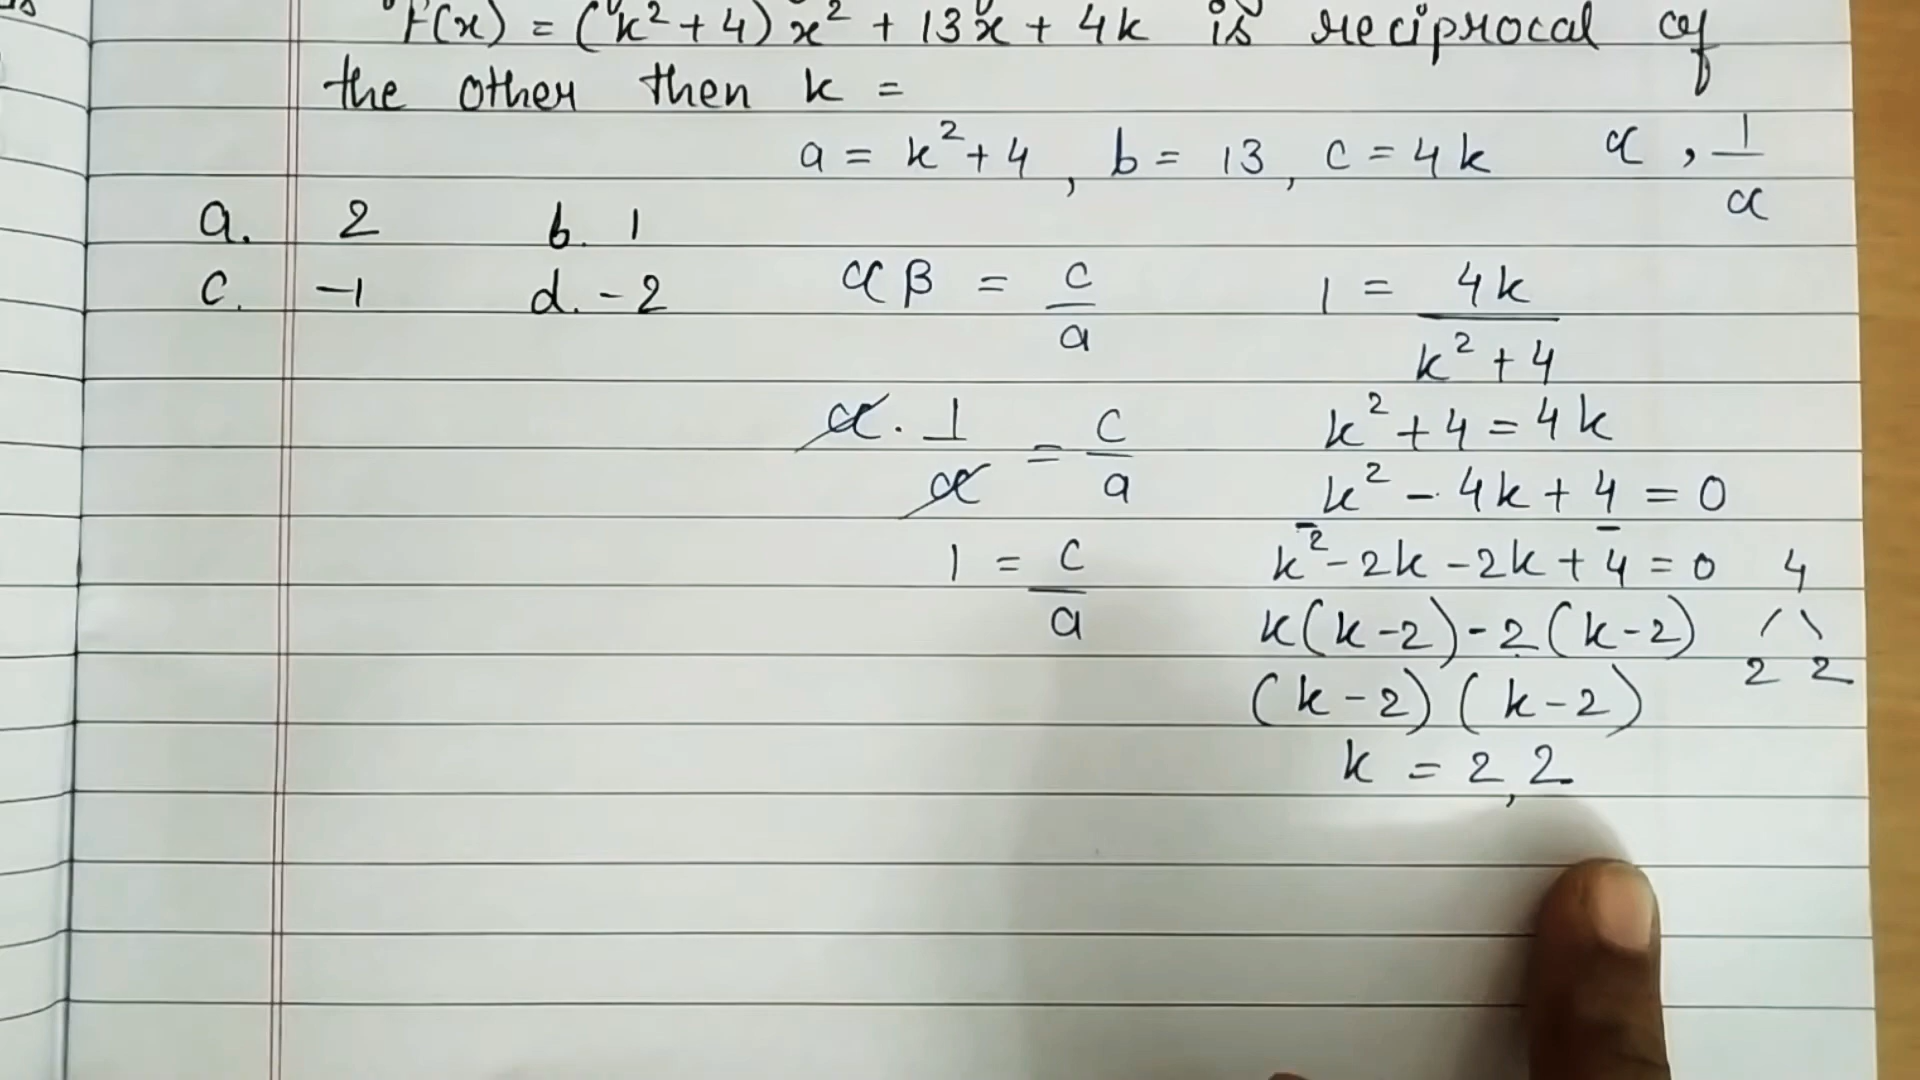 F(x) = (k² + 4) x² + 13x + 4k is reciprocal of
the other then k =
a = k² + 4 , b = 13 , c = 4k α , 1/α
a. 2 b. 1
c. -1 d. -2
αβ = c/a
α . 1/α = c/a
1 = c/a
1 = 4k/(k² + 4)
k² + 4 = 4k
k² - 4k + 4 = 0
k² - 2k - 2k + 4 = 0 4
k(k-2) - 2(k-2) 2 2
(k-2) (k-2)
k = 2, 2